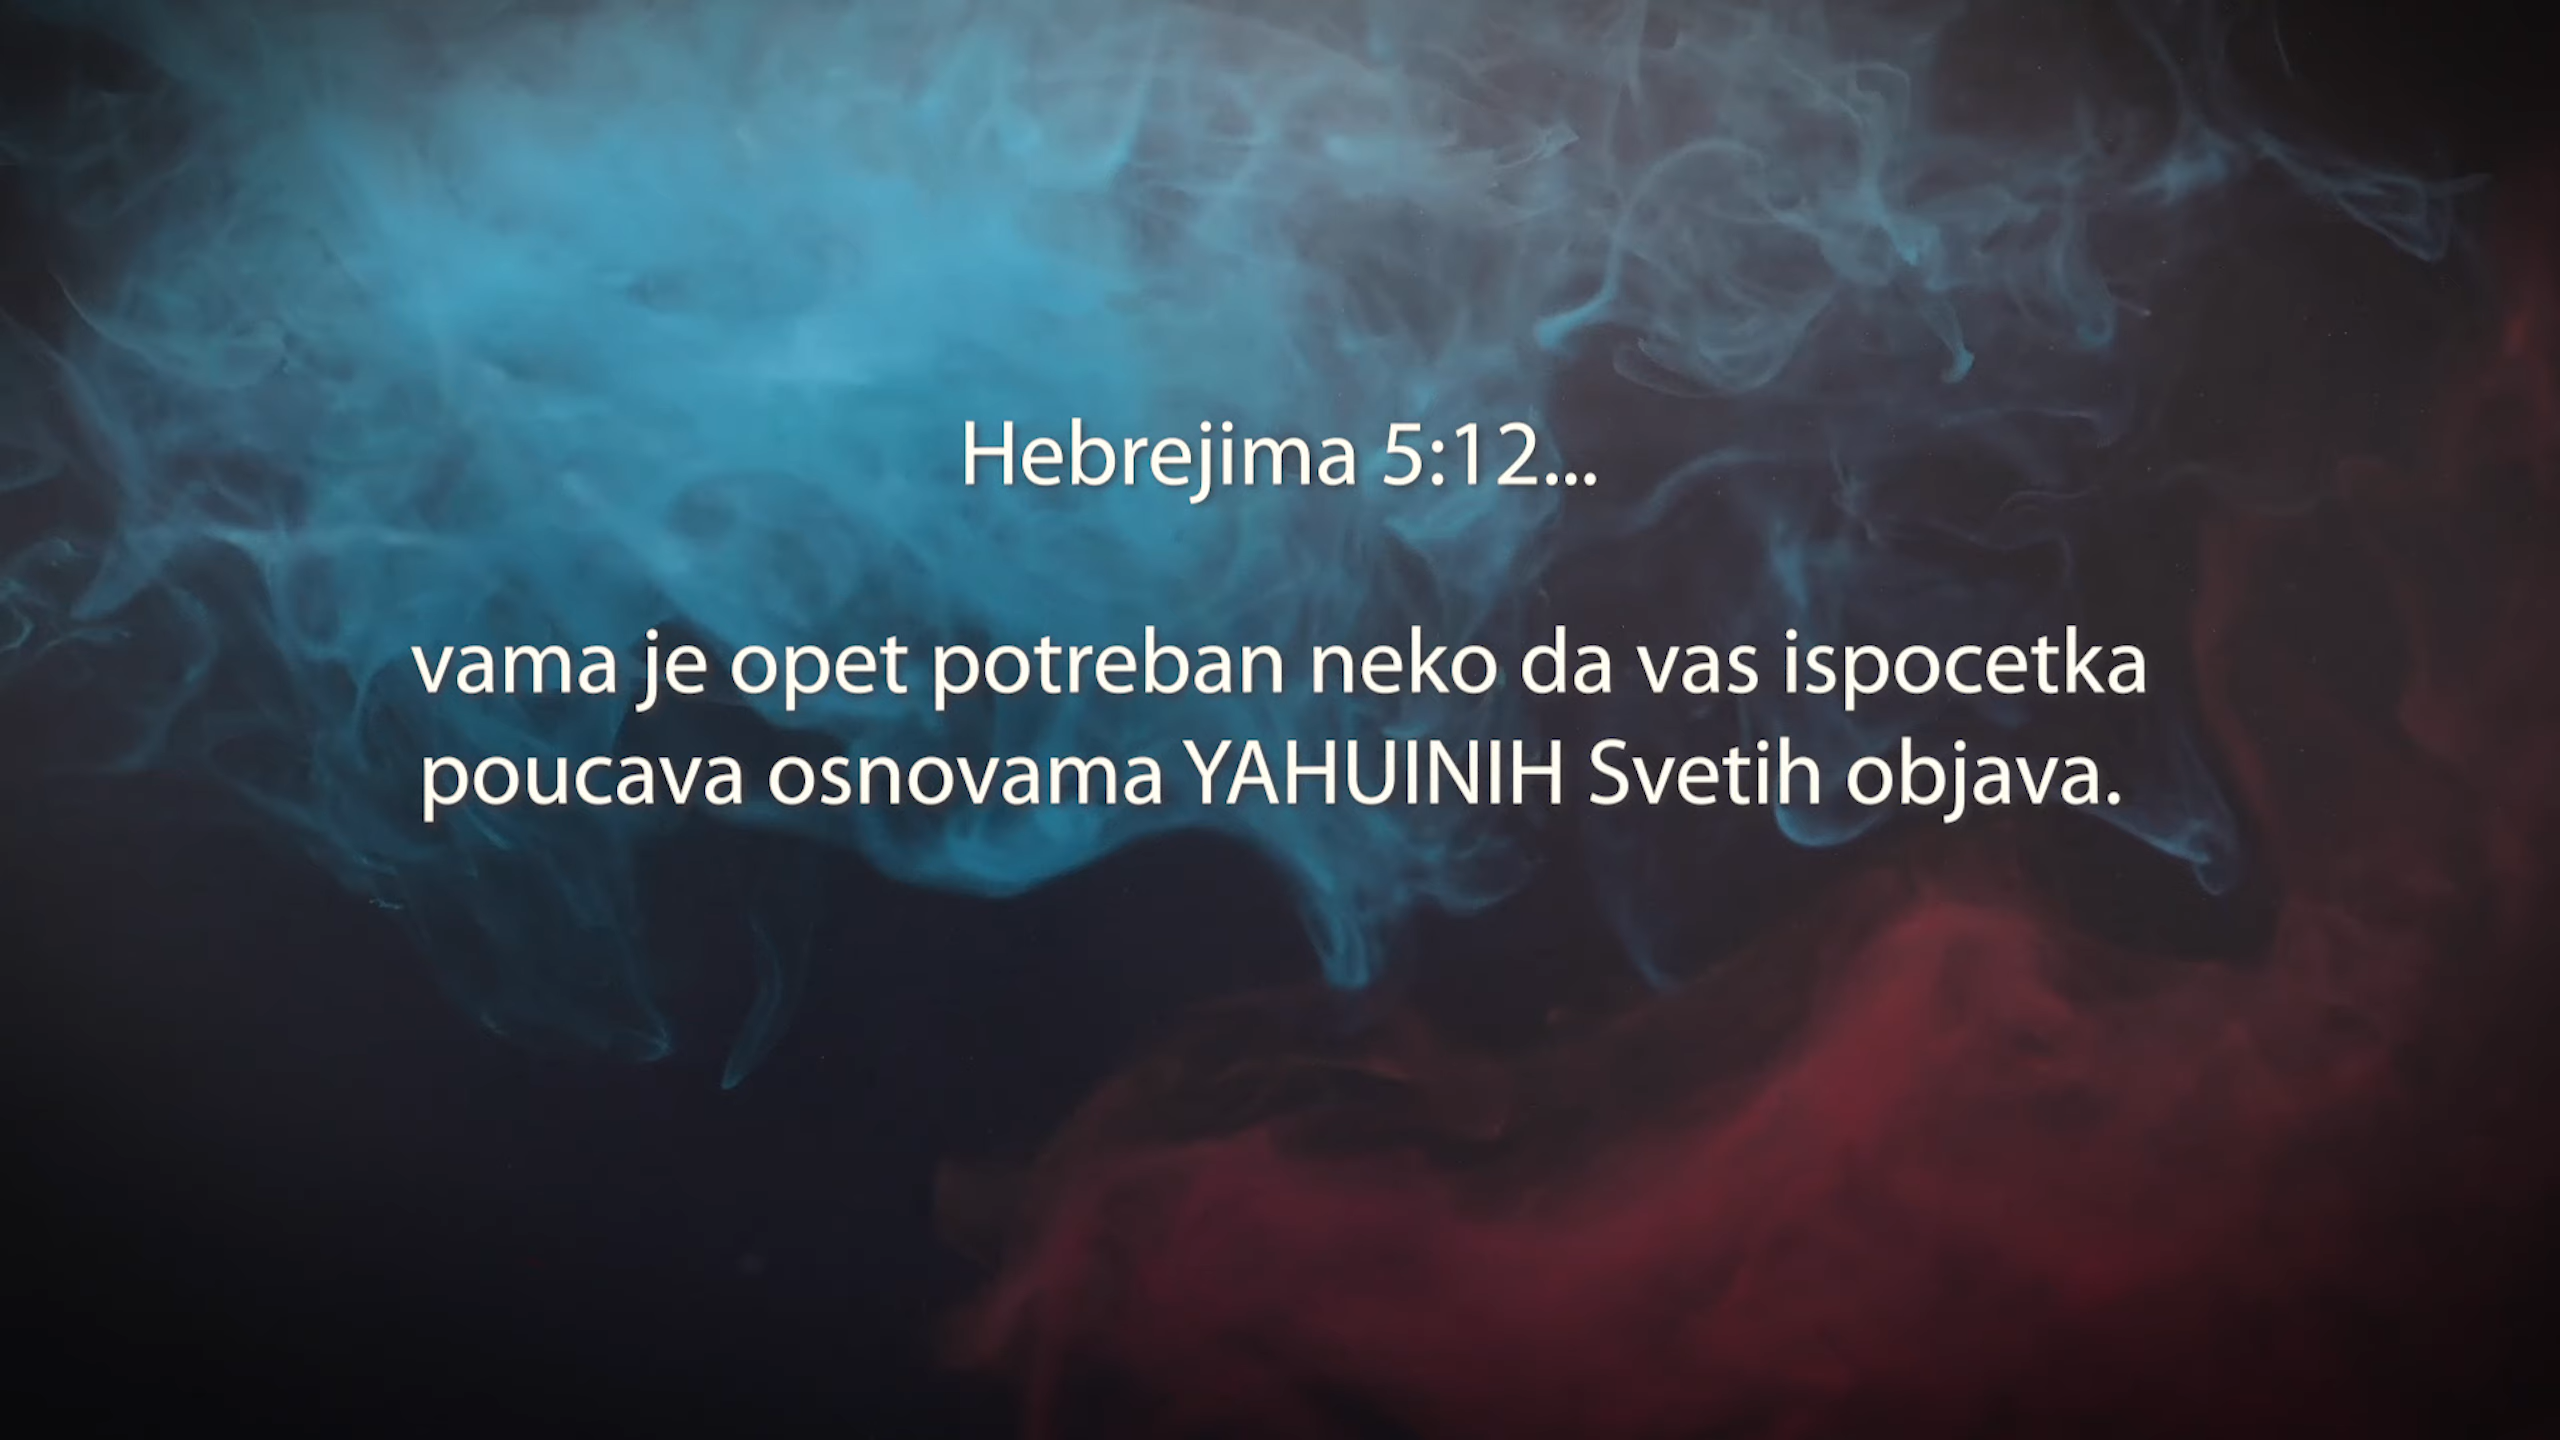 Hebrejima 5:12...
vama je opet potreban neko da vas ispocetka
poucava osnovama YAHUINIH Svetih objava.